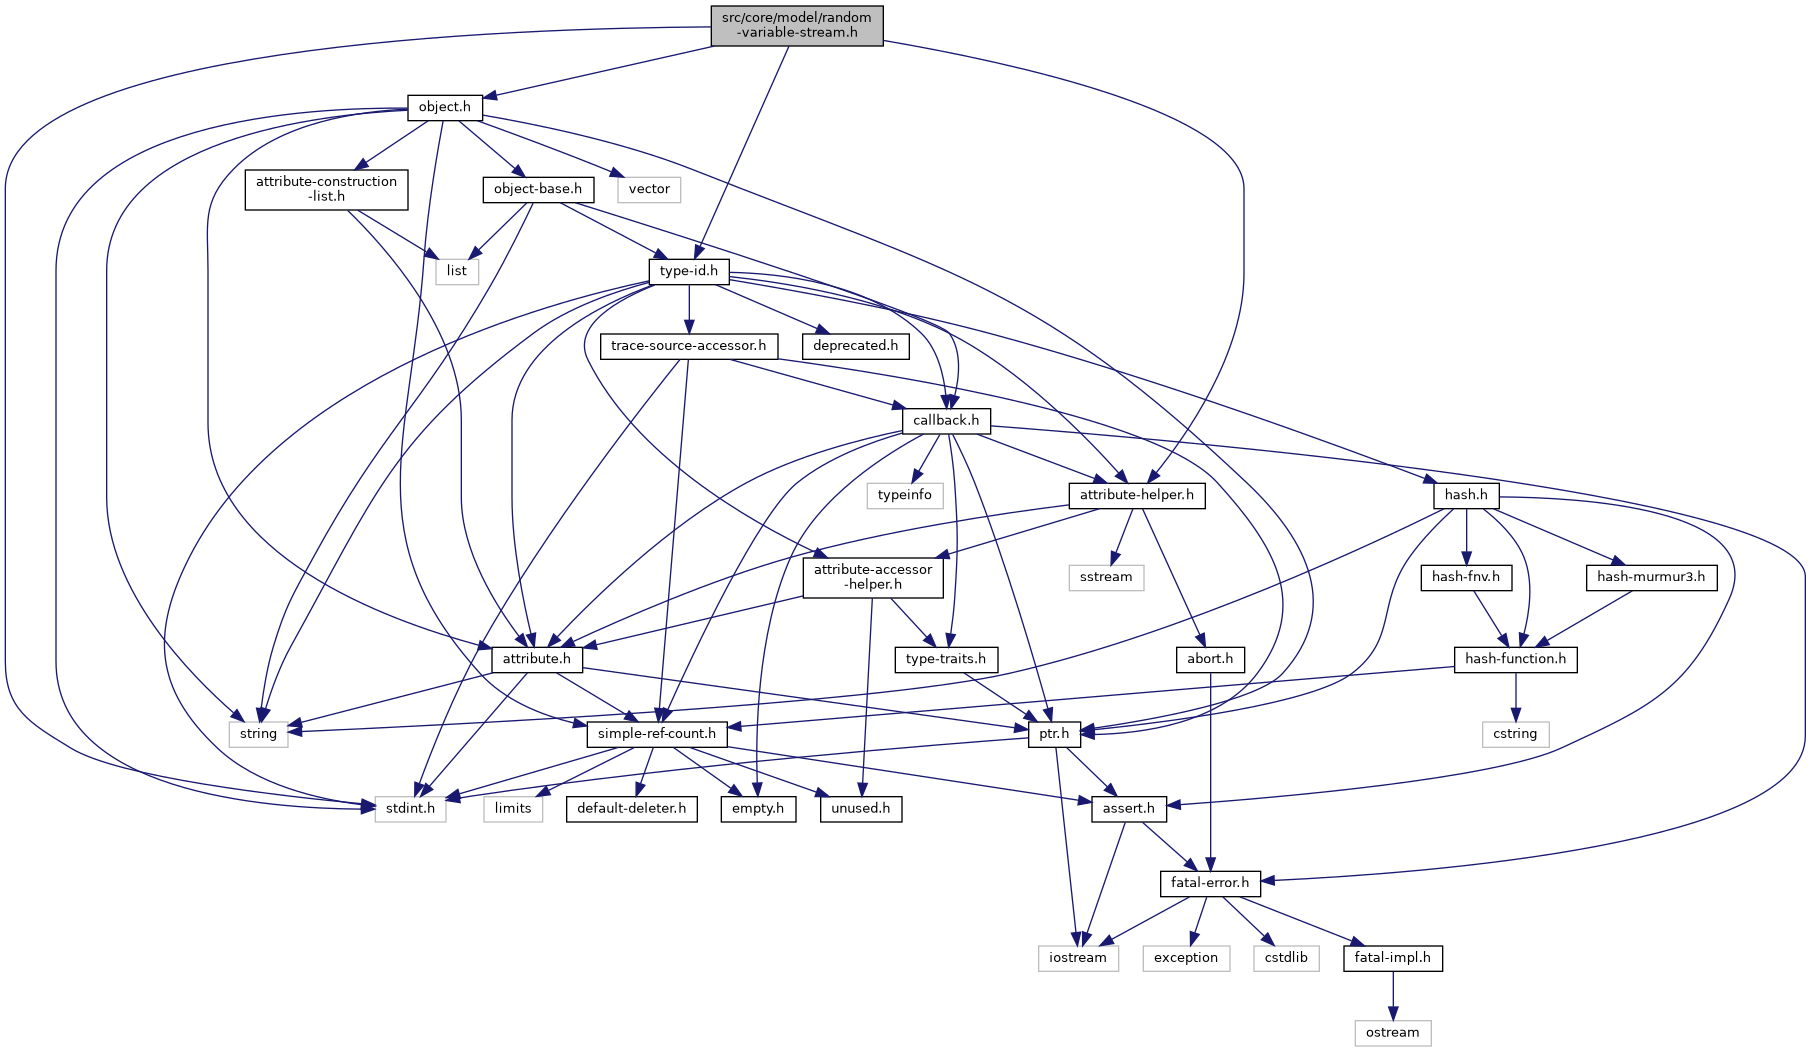 src/core/model/random
-variable-stream.h
object.h
attribute-construction
-list.h
object-base.h
vector
list
type-id.h
trace-source-accessor.h
deprecated.h
callback.h
typeinfo
attribute-helper.h
hash.h
attribute-accessor
-helper.h
sstream
hash-fnv.h
hash-murmur3.h
attribute.h
type-traits.h
abort.h
hash-function.h
string
simple-ref-count.h
ptr.h
cstring
stdint.h
limits
default-deleter.h
empty.h
unused.h
assert.h
fatal-error.h
iostream
exception
cstdlib
fatal-impl.h
ostream